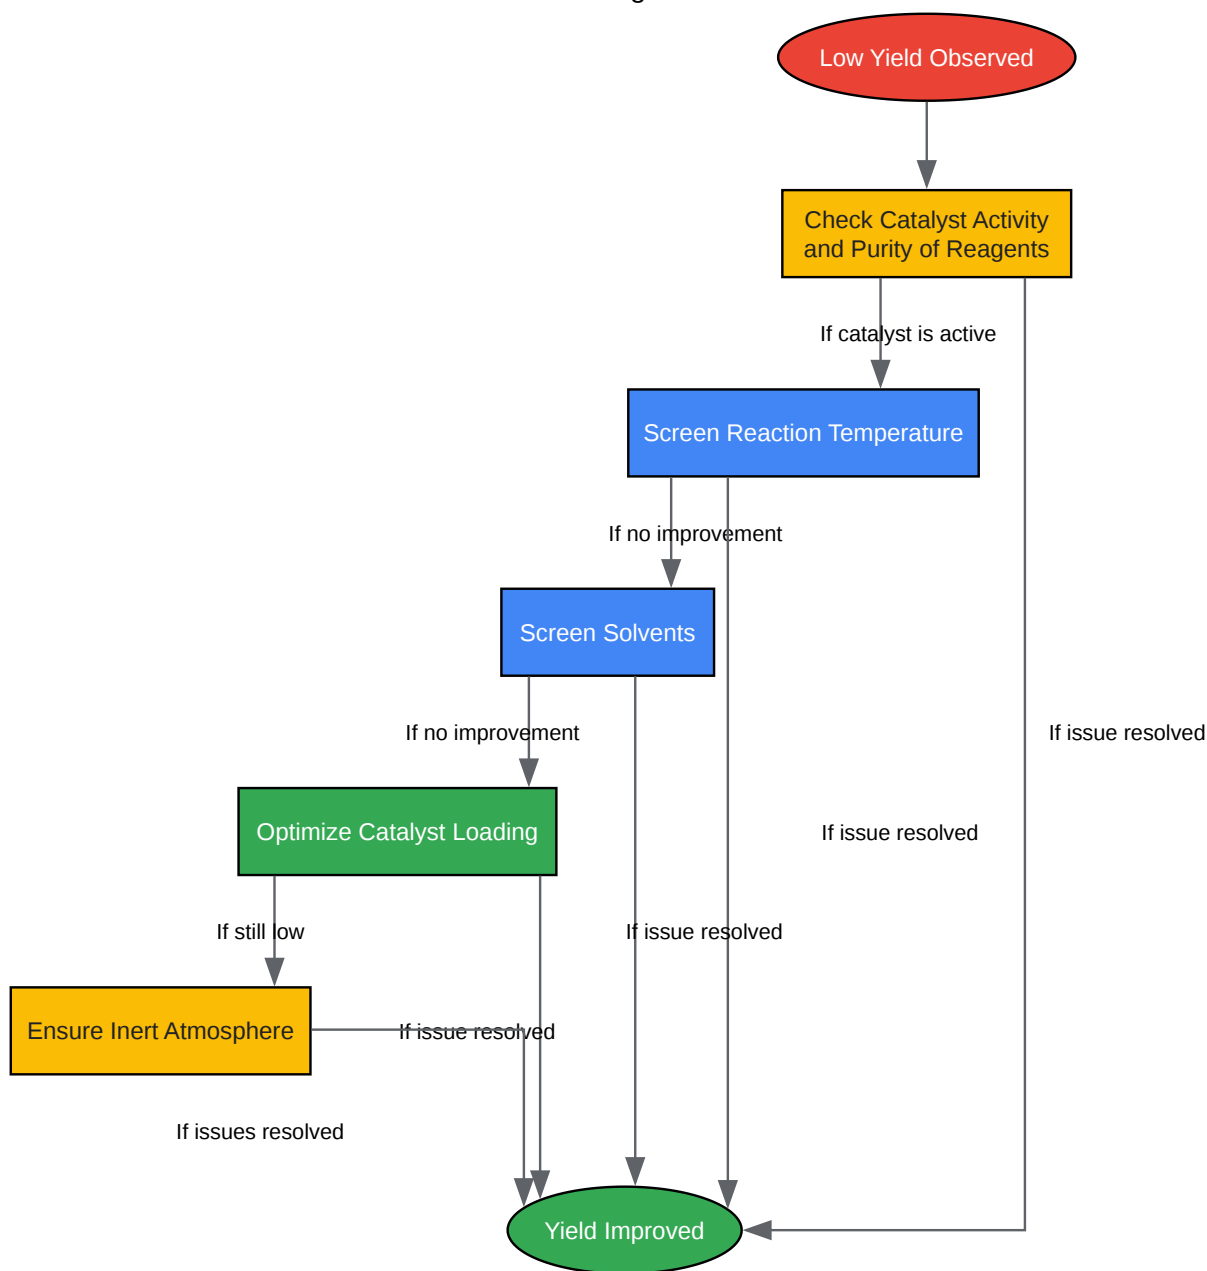 Low Yield Observed
Check Catalyst Activity
and Purity of Reagents
If catalyst is active
Screen Reaction Temperature
If no improvement
Screen Solvents
If no improvement
If issue resolved
Optimize Catalyst Loading
If issue resolved
If still low
If issue resolved
Ensure Inert Atmosphere
If issue resolved
If issues resolved
Yield Improved